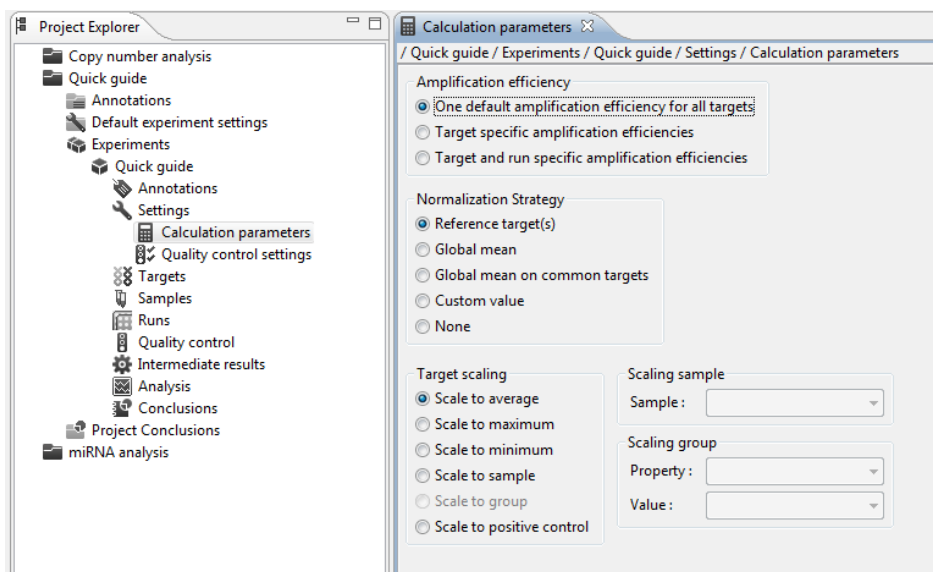 Project Explorer
Copy number analysis
Quick guide
Annotations
Default experiment settings
Experiments
Quick guide
Annotations
Settings
Calculation parameters
Quality control settings
Targets
Samples
Runs
Quality control
Intermediate results
Analysis
Conclusions
Project Conclusions
miRNA analysis
Calculation parameters
/ Quick guide / Experiments / Quick guide / Settings / Calculation parameters
Amplification efficiency
One default amplification efficiency for all targets
Target specific amplification efficiencies
Target and run specific amplification efficiencies
Normalization Strategy
Reference target(s)
Global mean
Global mean on common targets
Custom value
None
Target scaling
Scale to average
Scale to maximum
Scale to minimum
Scale to sample
Scale to group
Scale to positive control
Scaling sample
Sample :
Scaling group
Property :
Value :